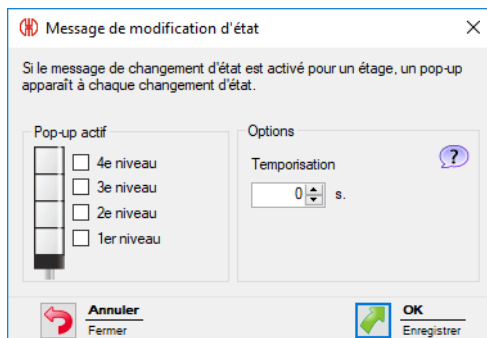 Message de modification d'état
Si le message de changement d'état est activé pour un étage, un pop-up
apparaît à chaque changement d'état.
Pop-up actif
4e niveau
3e niveau
2e niveau
1er niveau
Options
Temporisation
?
0 s.
Annuler
Fermer
OK
Enregistrer